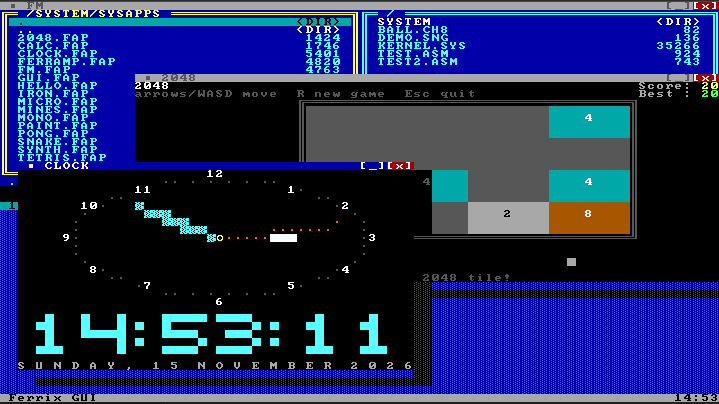 FM [_][x]
/SYSTEM/SYSAPPS
. <DIR>
.. <DIR>
2048.FAP 1424
CALC.FAP 1746
CLOCK.FAP 5401
FERRAMP.FAP 4820
FM.FAP 4763
GUI.FAP
HELLO.FAP
IRON.FAP
MICRO.FAP
MINES.FAP
MONO.FAP
PAINT.FAP
PONG.FAP
SNAKE.FAP
SYNTH.FAP
TETRIS.FAP
/
SYSTEM <DIR>
BALL.CH8 82
DEMO.SNG 136
KERNEL.SYS 35266
TEST.ASM 924
TEST2.ASM 743
2048 [_][x]
2048 Score: 20
arrows/WASD move R new game Esc quit Best : 20
4
4 4
2 8
2048 tile!
CLOCK [_][x]
12
11 1
10 2
9 3
8 4
7 5
6
14:53:11
SUNDAY, 15 NOVEMBER 2026
Ferrix GUI 14:53